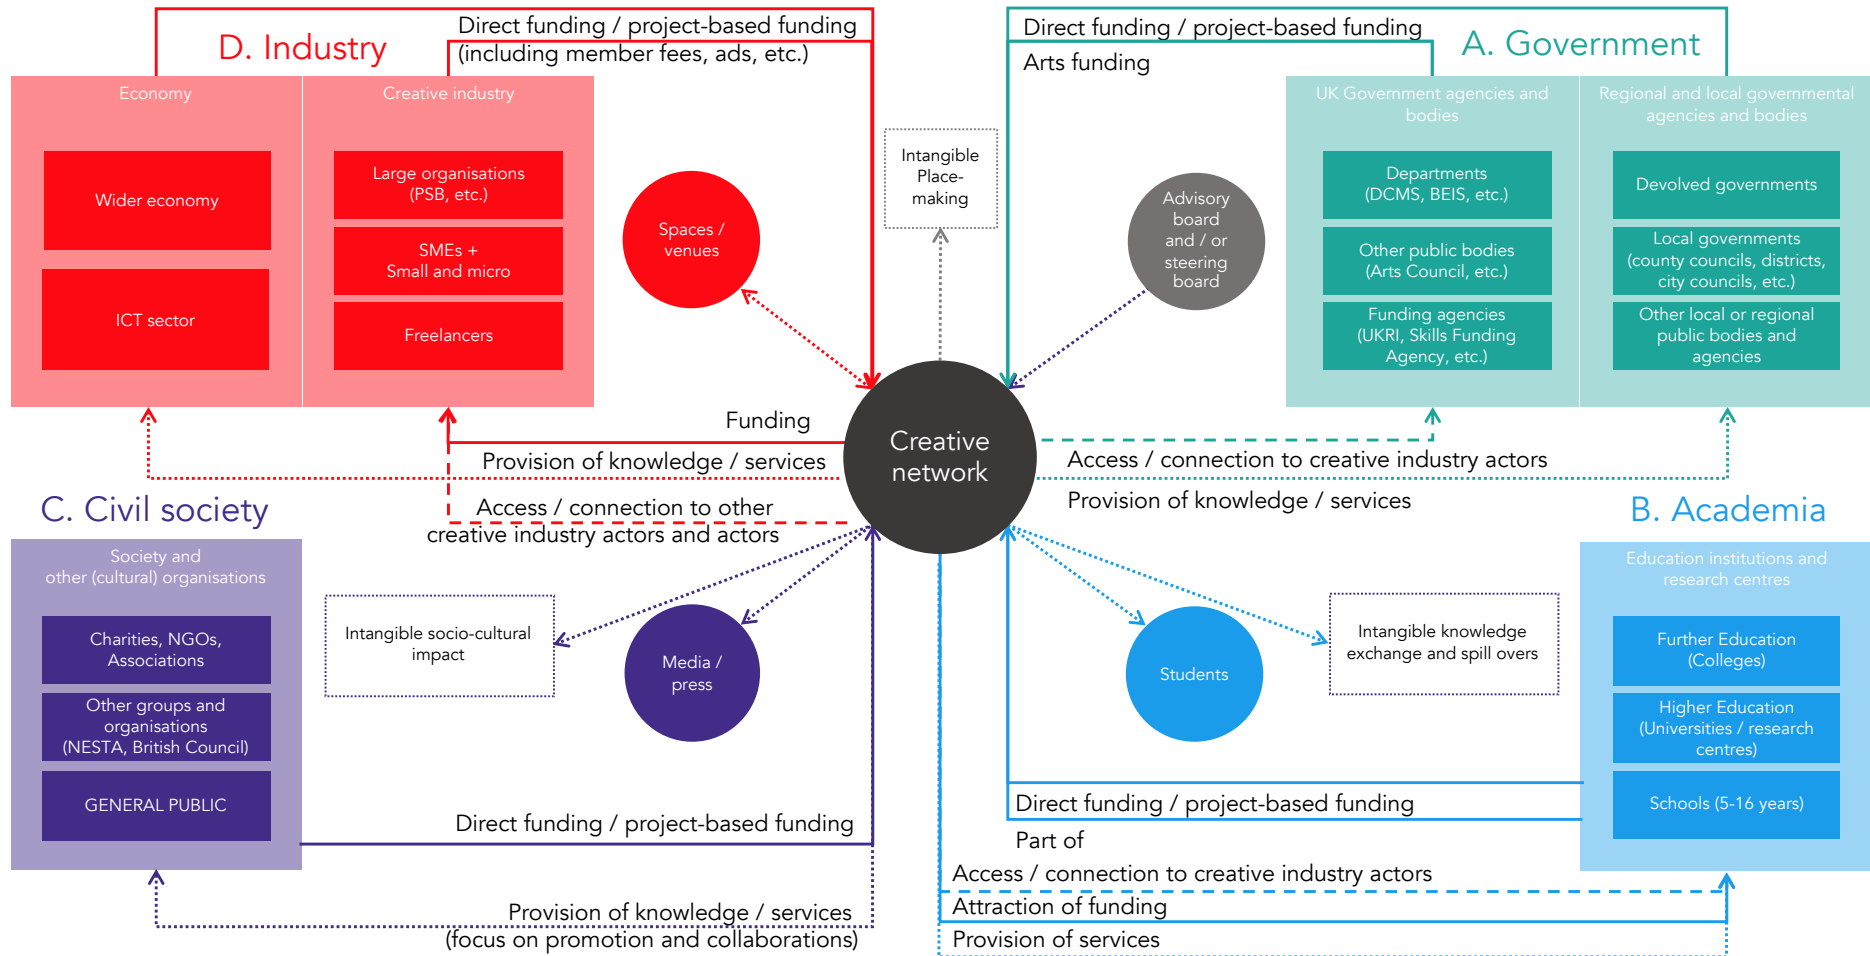 D. Industry
Direct funding / project-based funding
(including member fees, ads, etc.)
Economy
Wider economy
ICT sector
Creative industry
Large organisations
(PSB, etc.)
SMEs +
Small and micro
Freelancers
Spaces /
venues
Intangible
Place-
making
Direct funding / project-based funding
Arts funding
A. Government
Advisory
board
and / or
steering
board
UK Government agencies and
bodies
Departments
(DCMS, BEIS, etc.)
Other public bodies
(Arts Council, etc.)
Funding agencies
(UKRI, Skills Funding
Agency, etc.)
Regional and local governmental
agencies and bodies
Devolved governments
Local governments
(county councils, districts,
city councils, etc.)
Other local or regional
public bodies and
agencies
Creative
network
Funding
Provision of knowledge / services
Access / connection to other
creative industry actors and actors
Access / connection to creative industry actors
Provision of knowledge / services
C. Civil society
Society and
other (cultural) organisations
Charities, NGOs,
Associations
Other groups and
organisations
(NESTA, British Council)
GENERAL PUBLIC
Intangible socio-cultural
impact
Media /
press
Direct funding / project-based funding
Provision of knowledge / services
(focus on promotion and collaborations)
Students
Intangible knowledge
exchange and spill overs
B. Academia
Education institutions and
research centres
Further Education
(Colleges)
Higher Education
(Universities / research
centres)
Schools (5-16 years)
Direct funding / project-based funding
Part of
Access / connection to creative industry actors
Attraction of funding
Provision of services